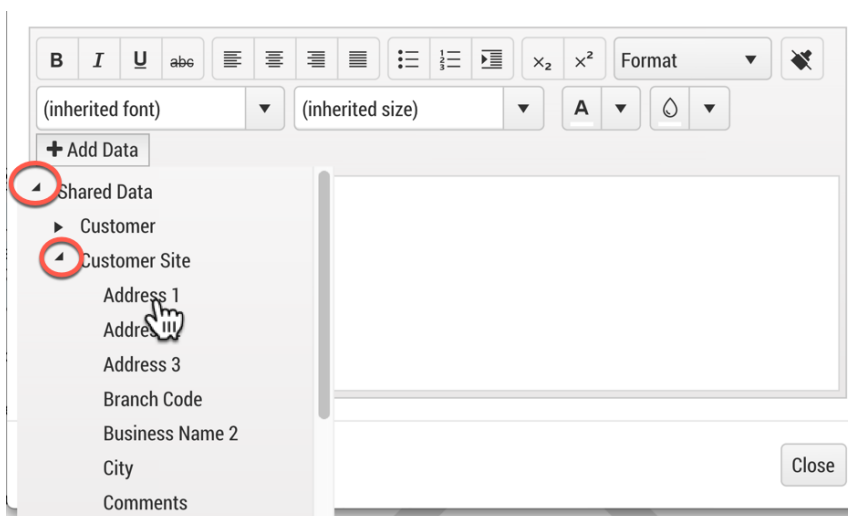 B I U abc X₂ X² Format
(inherited font) (inherited size) A
+ Add Data
Shared Data
Customer
Customer Site
Address 1
Address 3
Branch Code
Business Name 2
City
Close
Comments